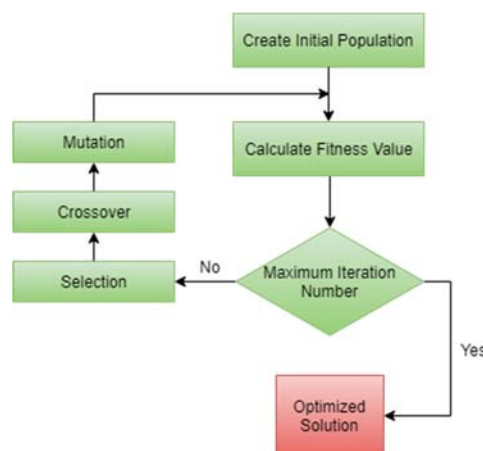 Create Initial Population
Mutation
Calculate Fitness Value
Crossover
Selection
No
Maximum Iteration
Number
Yes
Optimized
Solution